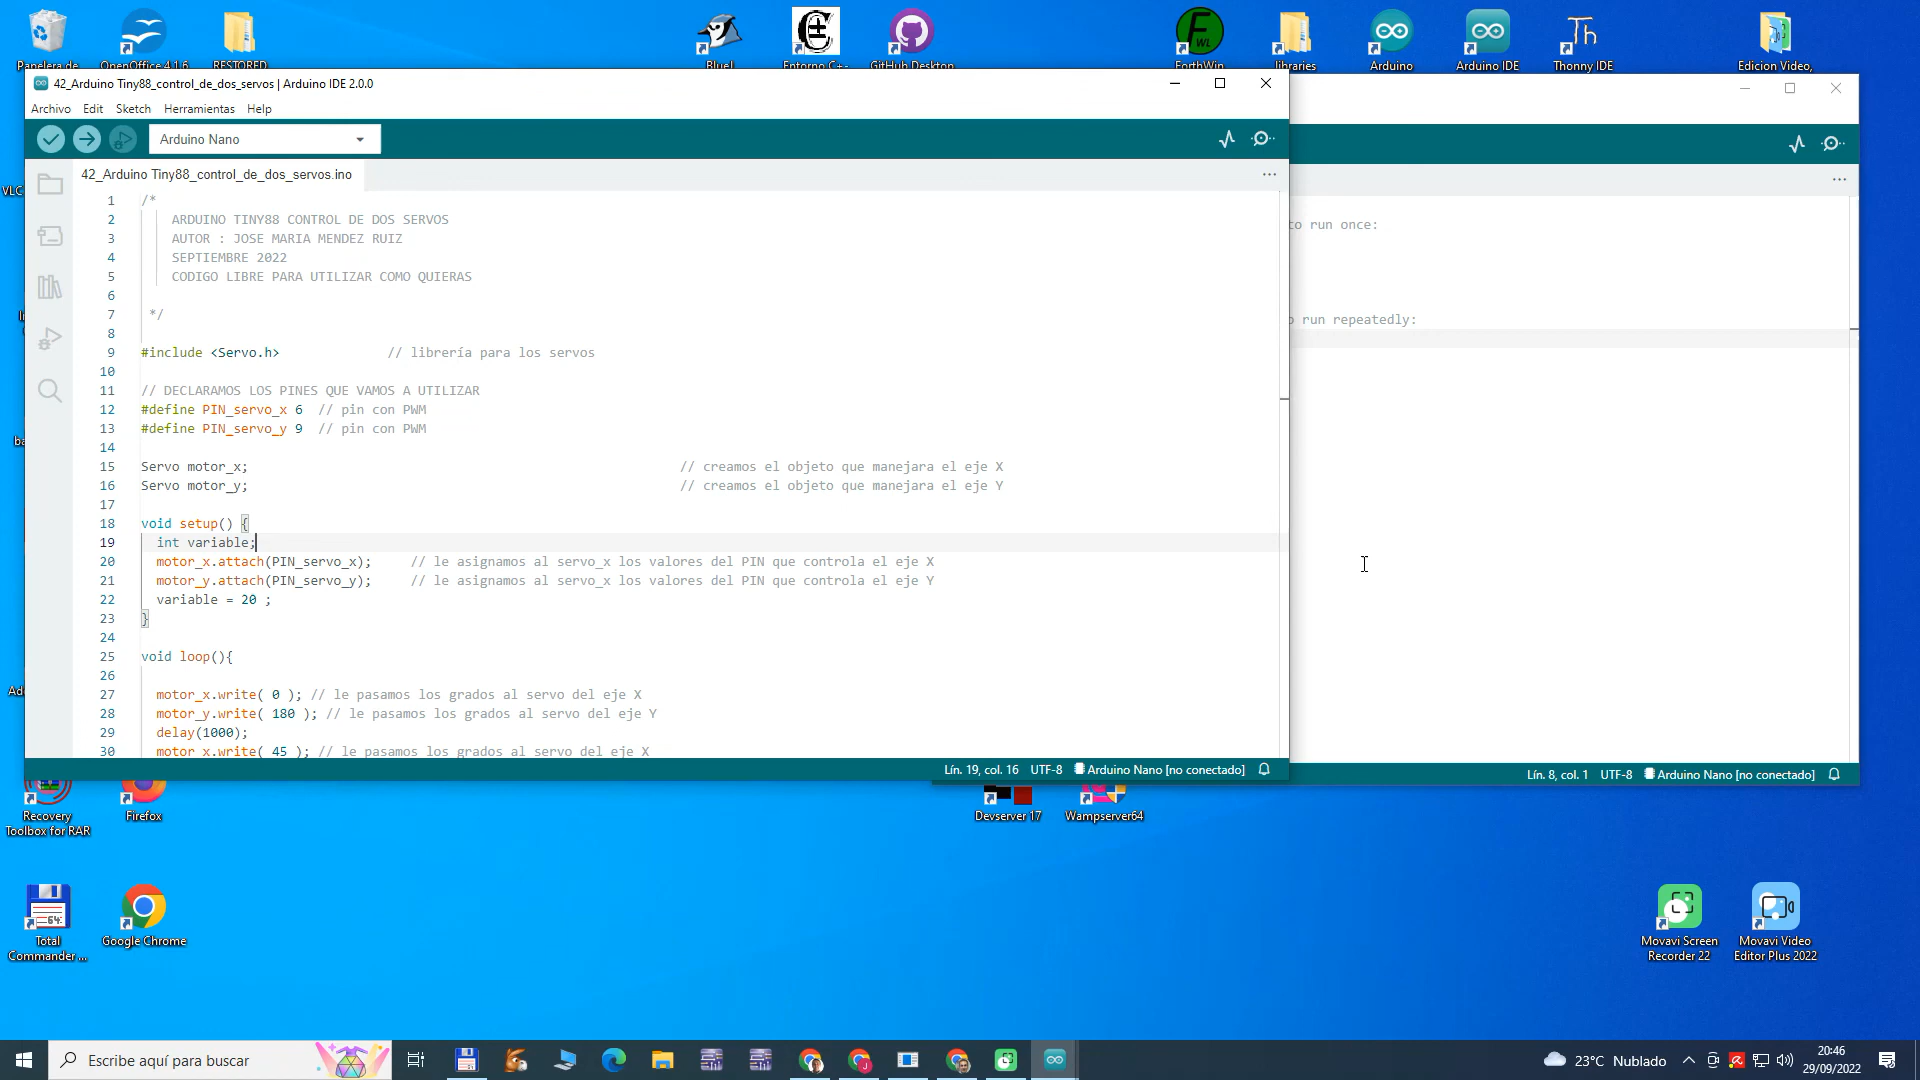 Papelera de
OpenOffice 4.1.6
RESTORED
BlueJ
Entorno C++
GitHub Desktop
ForthWin
libraries
Arduino
Arduino IDE
Thonny IDE
Edicion Video,
42_Arduino Tiny88_control_de_dos_servos | Arduino IDE 2.0.0
Archivo Edit Sketch Herramientas Help
Arduino Nano
42_Arduino Tiny88_control_de_dos_servos.ino
1 /*
2 ARDUINO TINY88 CONTROL DE DOS SERVOS
3 AUTOR : JOSE MARIA MENDEZ RUIZ
4 SEPTIEMBRE 2022
5 CODIGO LIBRE PARA UTILIZAR COMO QUIERAS
6
7 */
8
9 #include <Servo.h> // librería para los servos
10
11 // DECLARAMOS LOS PINES QUE VAMOS A UTILIZAR
12 #define PIN_servo_x 6 // pin con PWM
13 #define PIN_servo_y 9 // pin con PWM
14
15 Servo motor_x; // creamos el objeto que manejara el eje X
16 Servo motor_y; // creamos el objeto que manejara el eje Y
17
18 void setup() {
19 int variable;
20 motor_x.attach(PIN_servo_x); // le asignamos al servo_x los valores del PIN que controla el eje X
21 motor_y.attach(PIN_servo_y); // le asignamos al servo_x los valores del PIN que controla el eje Y
22 variable = 20 ;
23 }
24
25 void loop(){
26
27 motor_x.write( 0 ); // le pasamos los grados al servo del eje X
28 motor_y.write( 180 ); // le pasamos los grados al servo del eje Y
29 delay(1000);
30 motor_x.write( 45 ); // le pasamos los grados al servo del eje X
Lín. 19, col. 16 UTF-8 Arduino Nano [no conectado]
to run once:
run repeatedly:
Lín. 8, col. 1 UTF-8 Arduino Nano [no conectado]
VLC
Recovery
Toolbox for RAR
Firefox
Devserver 17
Wampserver64
64
Total
Commander ...
Google Chrome
Movavi Screen
Recorder 22
Movavi Video
Editor Plus 2022
Escribe aquí para buscar
23°C Nublado
20:46
29/09/2022